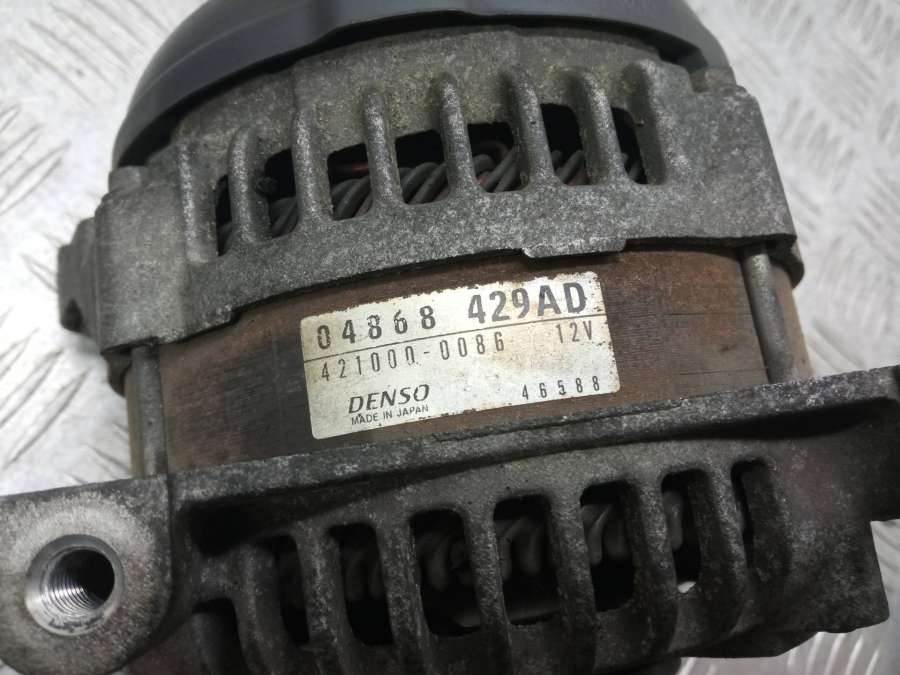 04868 429AD
421000-0086 12V
DENSO 46588
MADE IN JAPAN